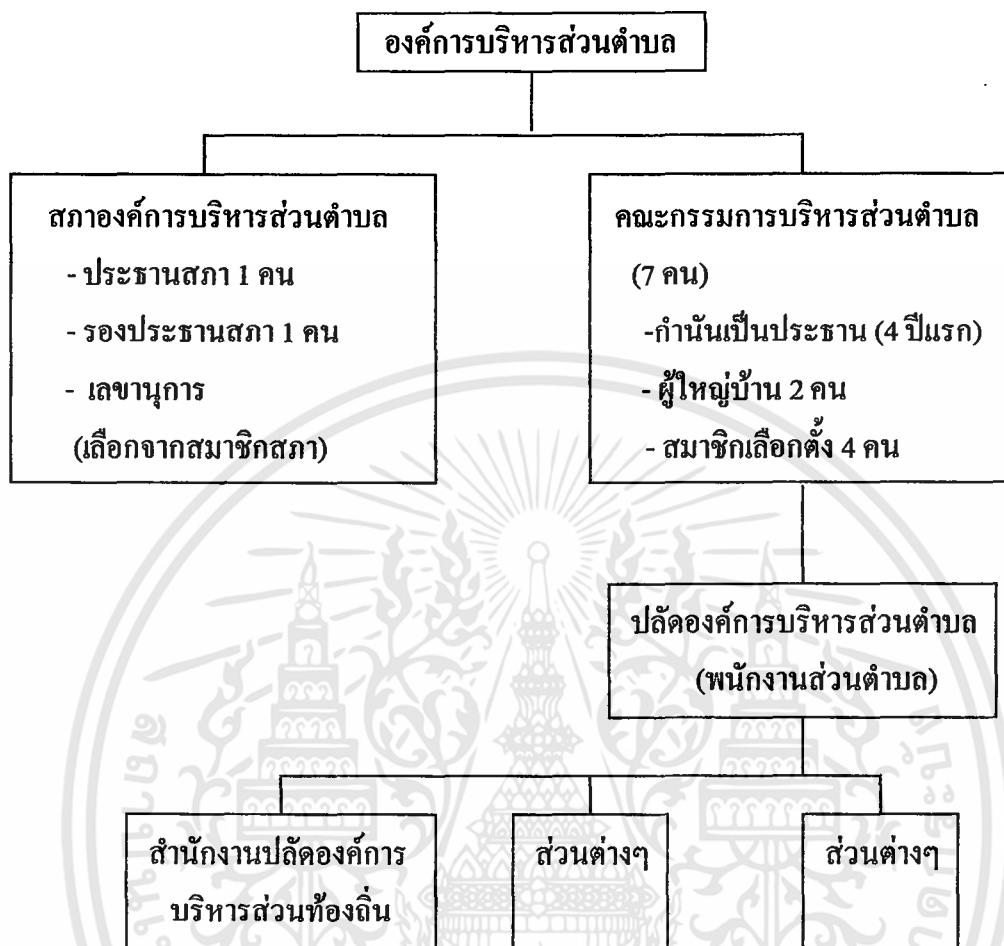 องค์การบริหารส่วนตำบล
สภาองค์การบริหารส่วนตำบล
- ประธานสภา 1 คน
- รองประธานสภา 1 คน
- เลขานุการ
(เลือกจากสมาชิกสภา)
คณะกรรมการบริหารส่วนตำบล
(7 คน)
-กำนันเป็นประธาน (4 ปีแรก)
- ผู้ใหญ่บ้าน 2 คน
- สมาชิกเลือกตั้ง 4 คน
ปลัดองค์การบริหารส่วนตำบล
(พนักงานส่วนตำบล)
สำนักงานปลัดองค์การ
บริหารส่วนท้องถิ่น
ส่วนต่างๆ
ส่วนต่างๆ